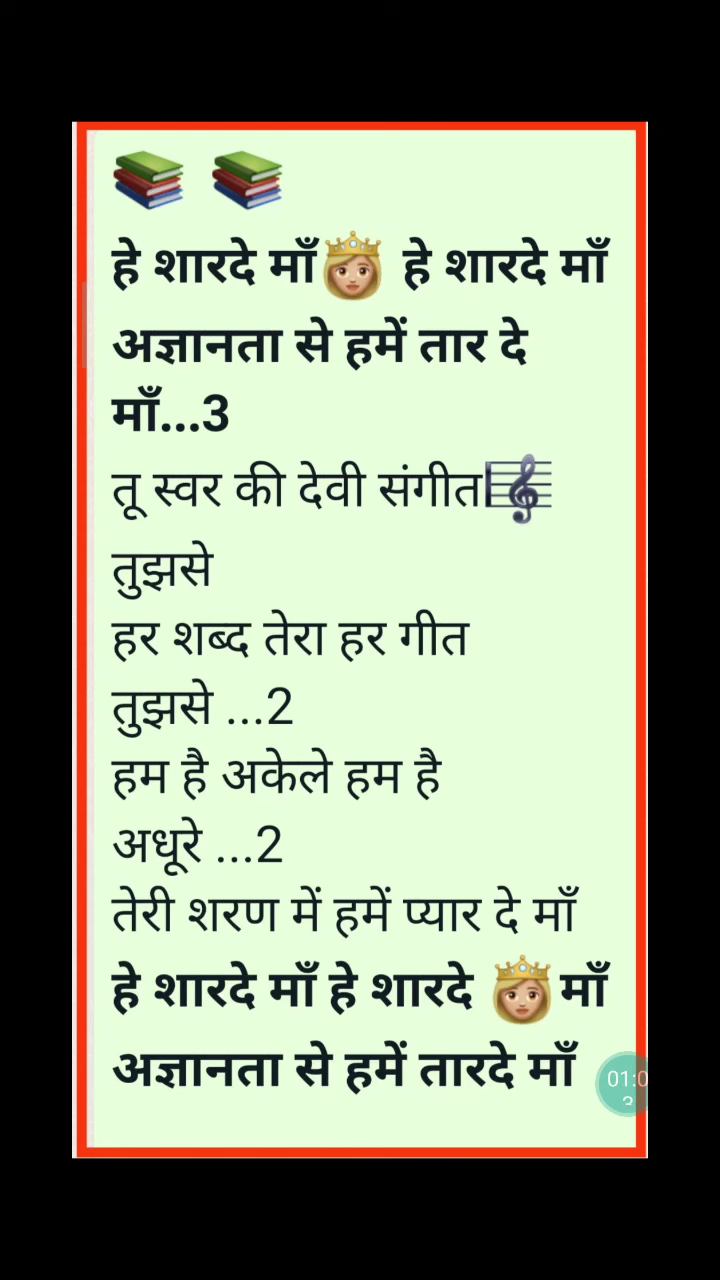 हे शारदे माँ हे शारदे माँ
अज्ञानता से हमें तार दे
माँ...3
तू स्वर की देवी संगीत
तुझसे
हर शब्द तेरा हर गीत
तुझसे ...2
हम है अकेले हम है
अधूरे ...2
तेरी शरण में हमें प्यार दे माँ
हे शारदे माँ हे शारदे माँ
अज्ञानता से हमें तारदे माँ